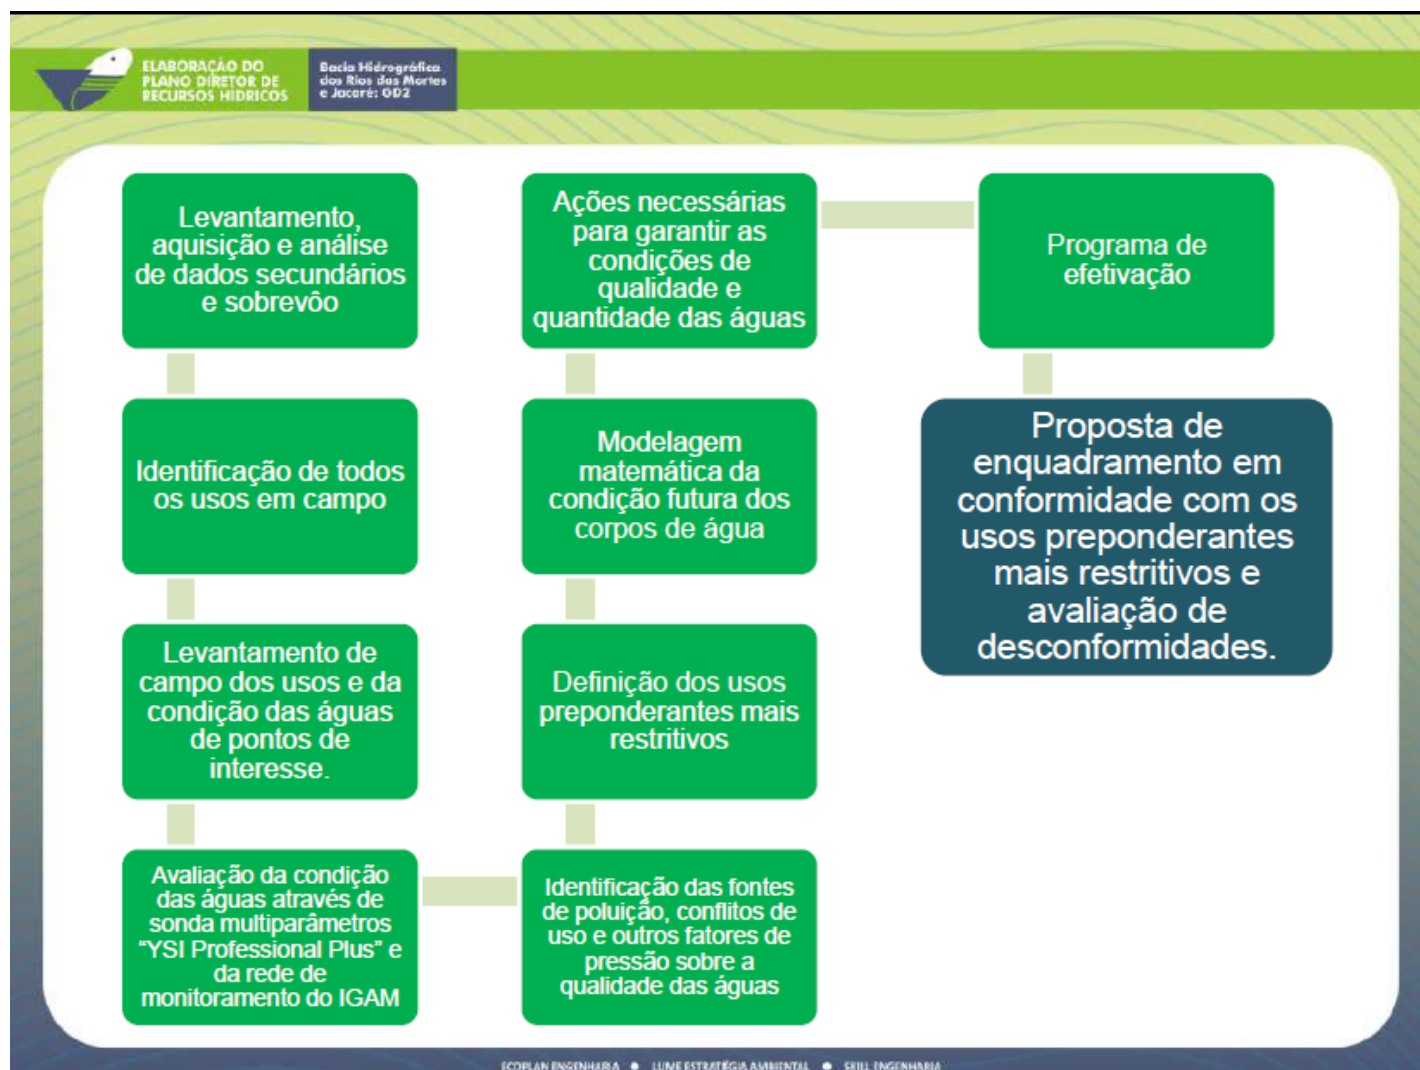 ELABORAÇÃO DO
PLANO DIRETOR DE
RECURSOS HÍDRICOS
Bacia Hidrográfica
dos Rios das Mortes
e Jacaré: GD2
Levantamento,
aquisição e análise
de dados secundários
e sobrevôo
Identificação de todos
os usos em campo
Levantamento de
campo dos usos e da
condição das águas
de pontos de
interesse.
Avaliação da condição
das águas através de
sonda multiparâmetros
“YSI Professional Plus” e
da rede de
monitoramento do IGAM
Identificação das fontes
de poluição, conflitos de
uso e outros fatores de
pressão sobre a
qualidade das águas
Definição dos usos
preponderantes mais
restritivos
Modelagem
matemática da
condição futura dos
corpos de água
Ações necessárias
para garantir as
condições de
qualidade e
quantidade das águas
Programa de
efetivação
Proposta de
enquadramento em
conformidade com os
usos preponderantes
mais restritivos e
avaliação de
desconformidades.
ECOPLAN ENGENHARIA ● LUME ESTRATÉGIA AMBIENTAL ● SKILL ENGENHARIA